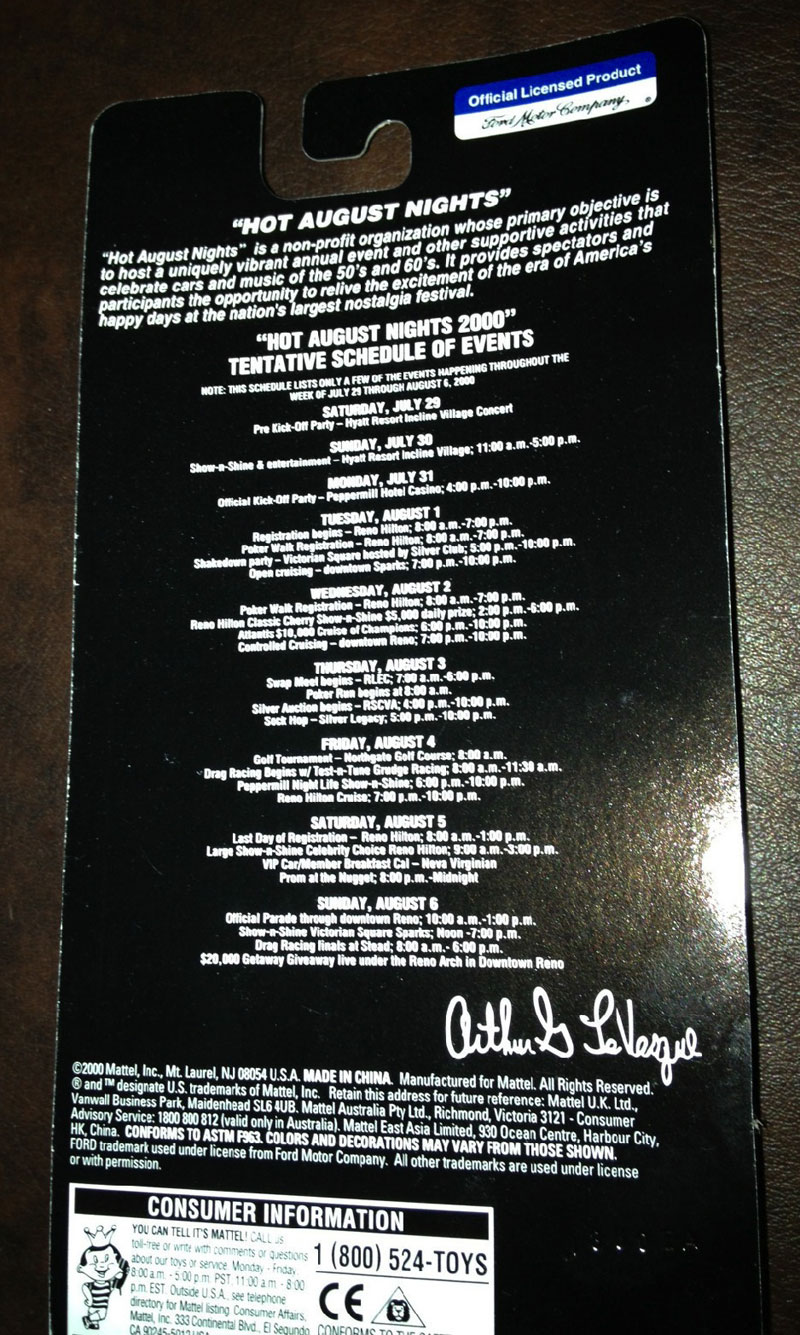 Official Licensed Product
Ford Motor Company, ®
"HOT AUGUST NIGHTS"
"Hot August Nights" is a non-profit organization whose primary objective is
to host a uniquely vibrant annual event and other supportive activities that
celebrate cars and music of the 50's and 60's. It provides spectators and
participants the opportunity to relive the excitement of the era of America's
happy days at the nation's largest nostalgia festival.
"HOT AUGUST NIGHTS 2000"
TENTATIVE SCHEDULE OF EVENTS
NOTE: THIS SCHEDULE LISTS ONLY A FEW OF THE EVENTS HAPPENING THROUGHOUT THE
WEEK OF JULY 29 THROUGH AUGUST 6, 2000
SATURDAY, JULY 29
Pre Kick-Off Party – Hyatt Resort Incline Village Concert
SUNDAY, JULY 30
Show-n-Shine & entertainment – Hyatt Resort Incline Village; 11:00 a.m.-5:00 p.m.
MONDAY, JULY 31
Official Kick-Off Party – Peppermill Hotel Casino; 4:00 p.m.-10:00 p.m.
TUESDAY, AUGUST 1
Registration begins – Reno Hilton; 8:00 a.m.-7:00 p.m.
Poker Walk Registration – Reno Hilton; 8:00 a.m.-7:00 p.m.
Shakedown party – Victorian Square hosted by Silver Club; 5:00 p.m.-10:00 p.m.
Open cruising – downtown Sparks; 7:00 p.m.-10:00 p.m.
WEDNESDAY, AUGUST 2
Poker Walk Registration – Reno Hilton; 8:00 a.m.-7:00 p.m.
Reno Hilton Classic Cherry Show-n-Shine $5,000 daily prize; 2:00 p.m.-6:00 p.m.
Atlantis $10,000 Cruise of Champions; 6:00 p.m.-10:00 p.m.
Controlled Cruising – downtown Reno; 7:00 p.m.-10:00 p.m.
THURSDAY, AUGUST 3
Swap Meet begins – RLEC; 7:00 a.m.-6:00 p.m.
Poker Run begins at 8:00 a.m.
Silver Auction begins – RSCVA; 4:00 p.m.-10:00 p.m.
Sock Hop – Silver Legacy; 5:00 p.m.-10:00 p.m.
FRIDAY, AUGUST 4
Golf Tournament – Northgate Golf Course; 8:00 a.m.
Drag Racing Begins w/ Test-n-Tune Grudge Racing; 8:00 a.m.-11:30 a.m.
Peppermill Night Life Show-n-Shine; 6:00 p.m.-10:00 p.m.
Reno Hilton Cruise; 7:00 p.m.-10:00 p.m.
SATURDAY, AUGUST 5
Last Day of Registration – Reno Hilton; 8:00 a.m.-1:00 p.m.
Large Show-n-Shine Celebrity Choice Reno Hilton; 9:00 a.m.-3:00 p.m.
VIP Car/Member Breakfast Cal – Neva Virginian
Prom at the Nugget; 8:00 p.m.-Midnight
SUNDAY, AUGUST 6
Official Parade through downtown Reno; 10:00 a.m.-1:00 p.m.
Show-n-Shine Victorian Square Sparks; Noon -7:00 p.m.
Drag Racing finals at Stead; 8:00 a.m.- 6:00 p.m.
$20,000 Getaway Giveaway live under the Reno Arch in Downtown Reno
©2000 Mattel, Inc., Mt. Laurel, NJ 08054 U.S.A. MADE IN CHINA. Manufactured for Mattel. All Rights Reserved.
® and ™ designate U.S. trademarks of Mattel, Inc. Retain this address for future reference: Mattel U.K. Ltd.,
Vanwall Business Park, Maidenhead SL6 4UB. Mattel Australia Pty Ltd., Richmond, Victoria 3121 - Consumer
Advisory Service: 1800 800 812 (valid only in Australia). Mattel East Asia Limited, 930 Ocean Centre, Harbour City,
HK, China. CONFORMS TO ASTM F963. COLORS AND DECORATIONS MAY VARY FROM THOSE SHOWN.
FORD trademark used under license from Ford Motor Company. All other trademarks are used under license
or with permission.
CONSUMER INFORMATION
YOU CAN TELL IT'S MATTEL! CALL us
toll-free or write with comments or questions
about our toys or service. Monday - Friday,
8:00 a.m. - 5:00 p.m. PST. 11:00 a.m - 8:00
p.m. EST. Outside U.S.A., see telephone
directory for Mattel listing. Consumer Affairs,
Mattel, Inc. 333 Continental Blvd., El Segundo
CA 90245-5012 USA
1 (800) 524-TOYS
CE
CONFORMS TO THE